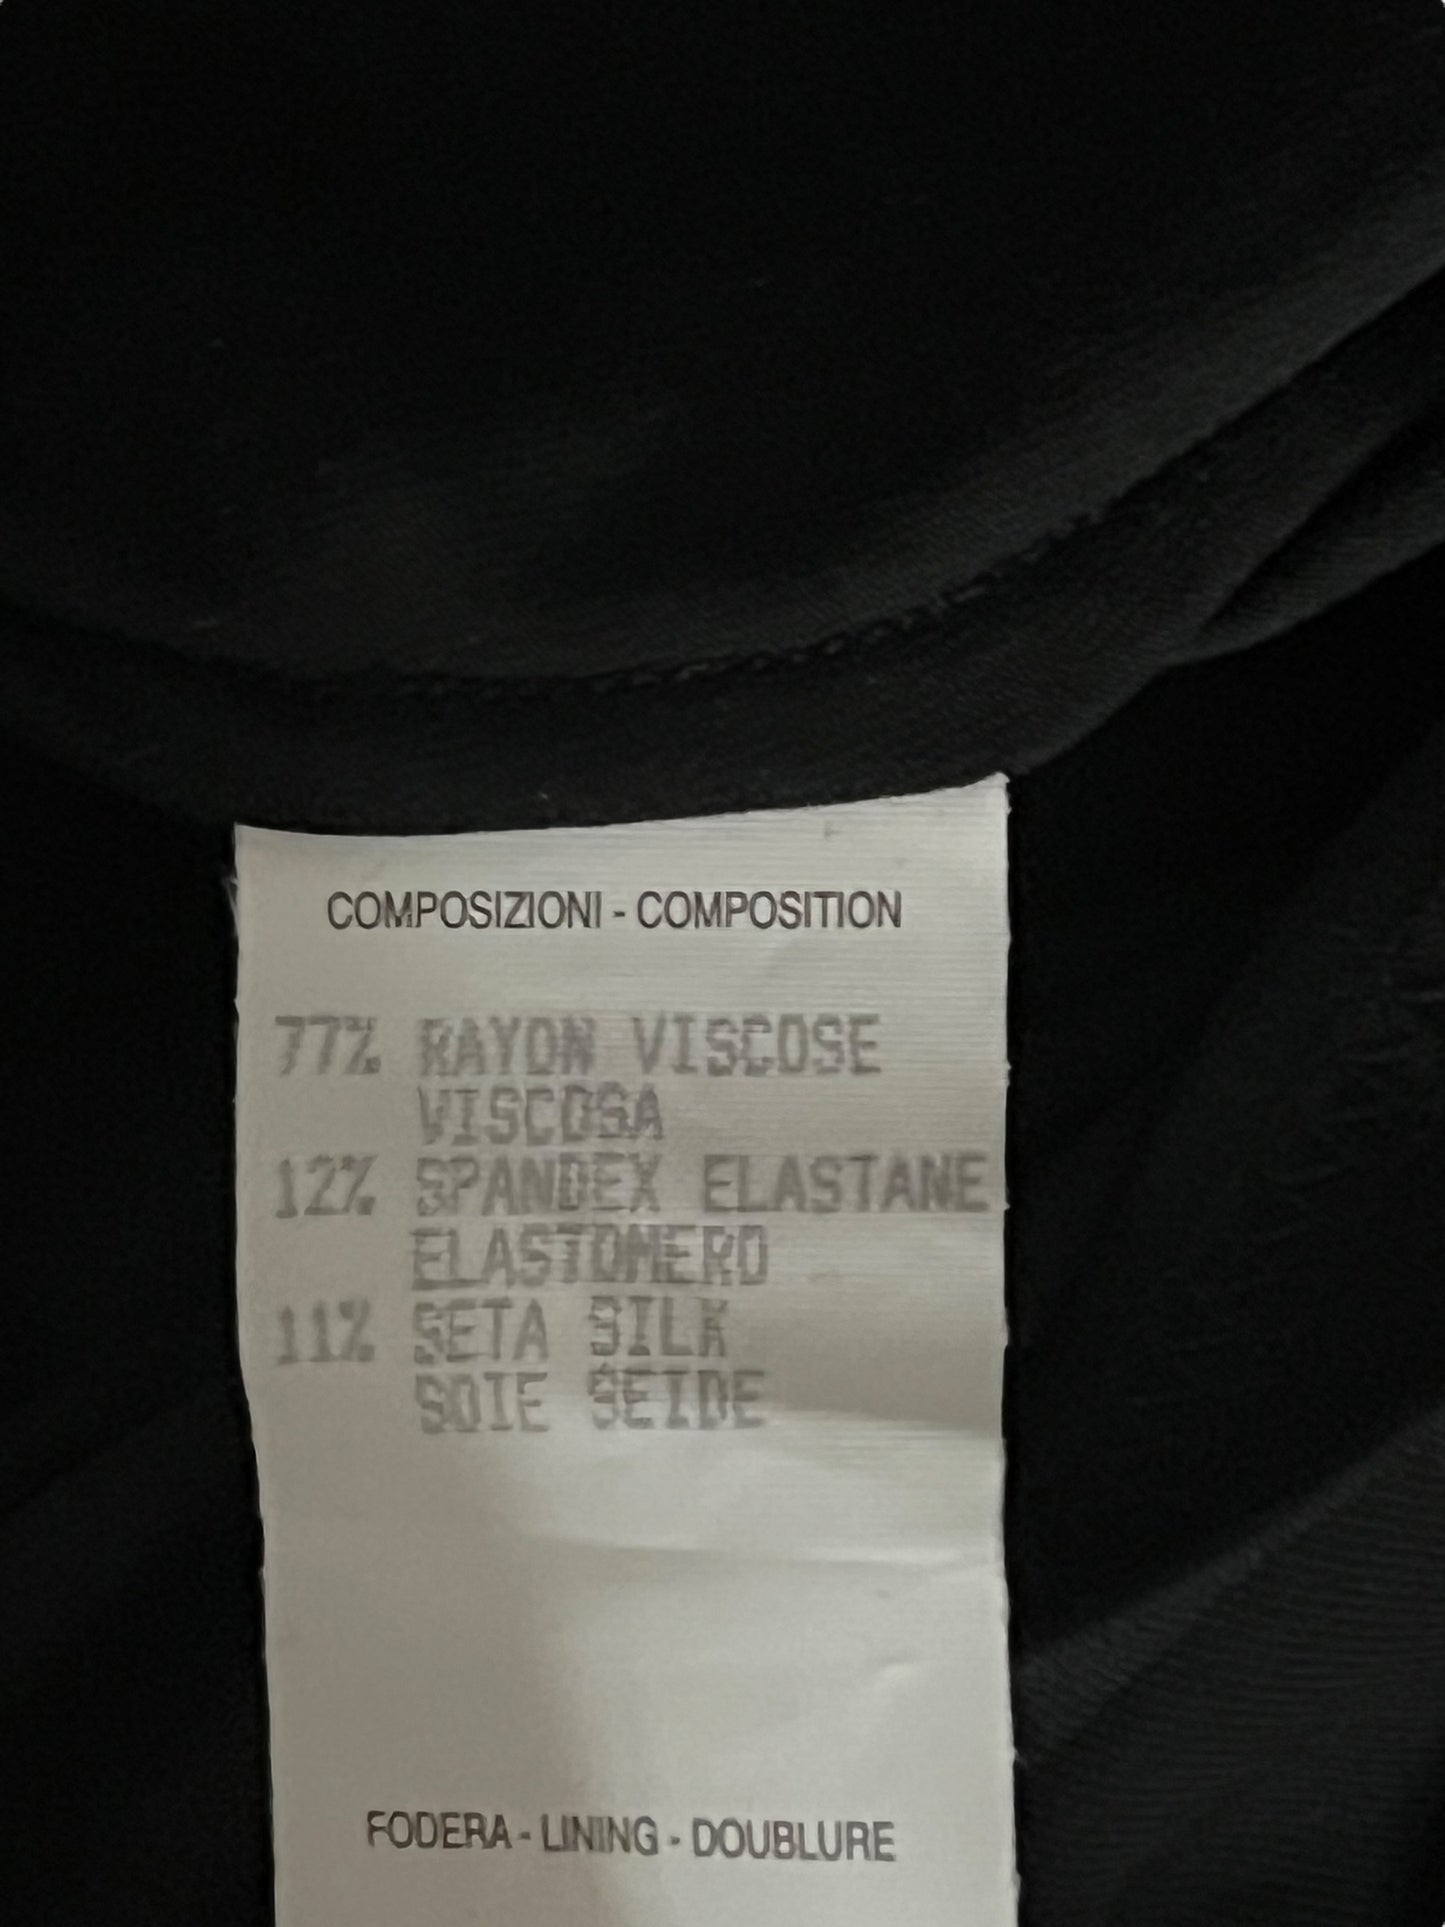 COMPOSIZIONI - COMPOSITION
77% RAYON VISCOSE
VISCOSA
12% SPANDEX ELASTANE
ELASTOMERO
11% SETA SILK
SOIE SEIDE
FODERA - LINING - DOUBLURE